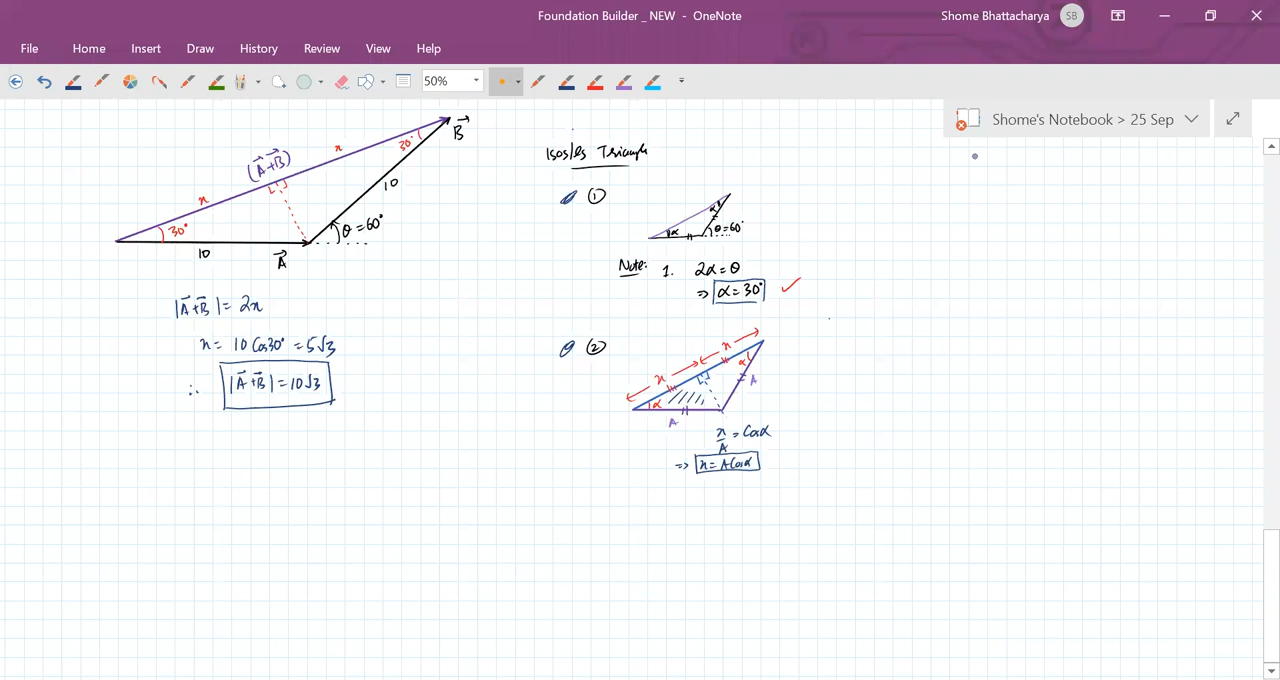 Foundation Builder _ NEW - OneNote
Shome Bhattacharya
SB
File Home Insert Draw History Review View Help
50%
Shome's Notebook > 25 Sep
B⃗
30°
x
(A⃗+B⃗)
10
x
30°
θ = 60°
10
A⃗
|A⃗+B⃗| = 2x
x = 10 Cos30° = 5√3
∴ |A⃗+B⃗| = 10√3
Isos/es Triangle
①
α
α
θ=60°
Note: 1. 2α = θ
=> α = 30°
②
x
x
α
α
A
A
x/A = Cosα
=> x = A Cosα